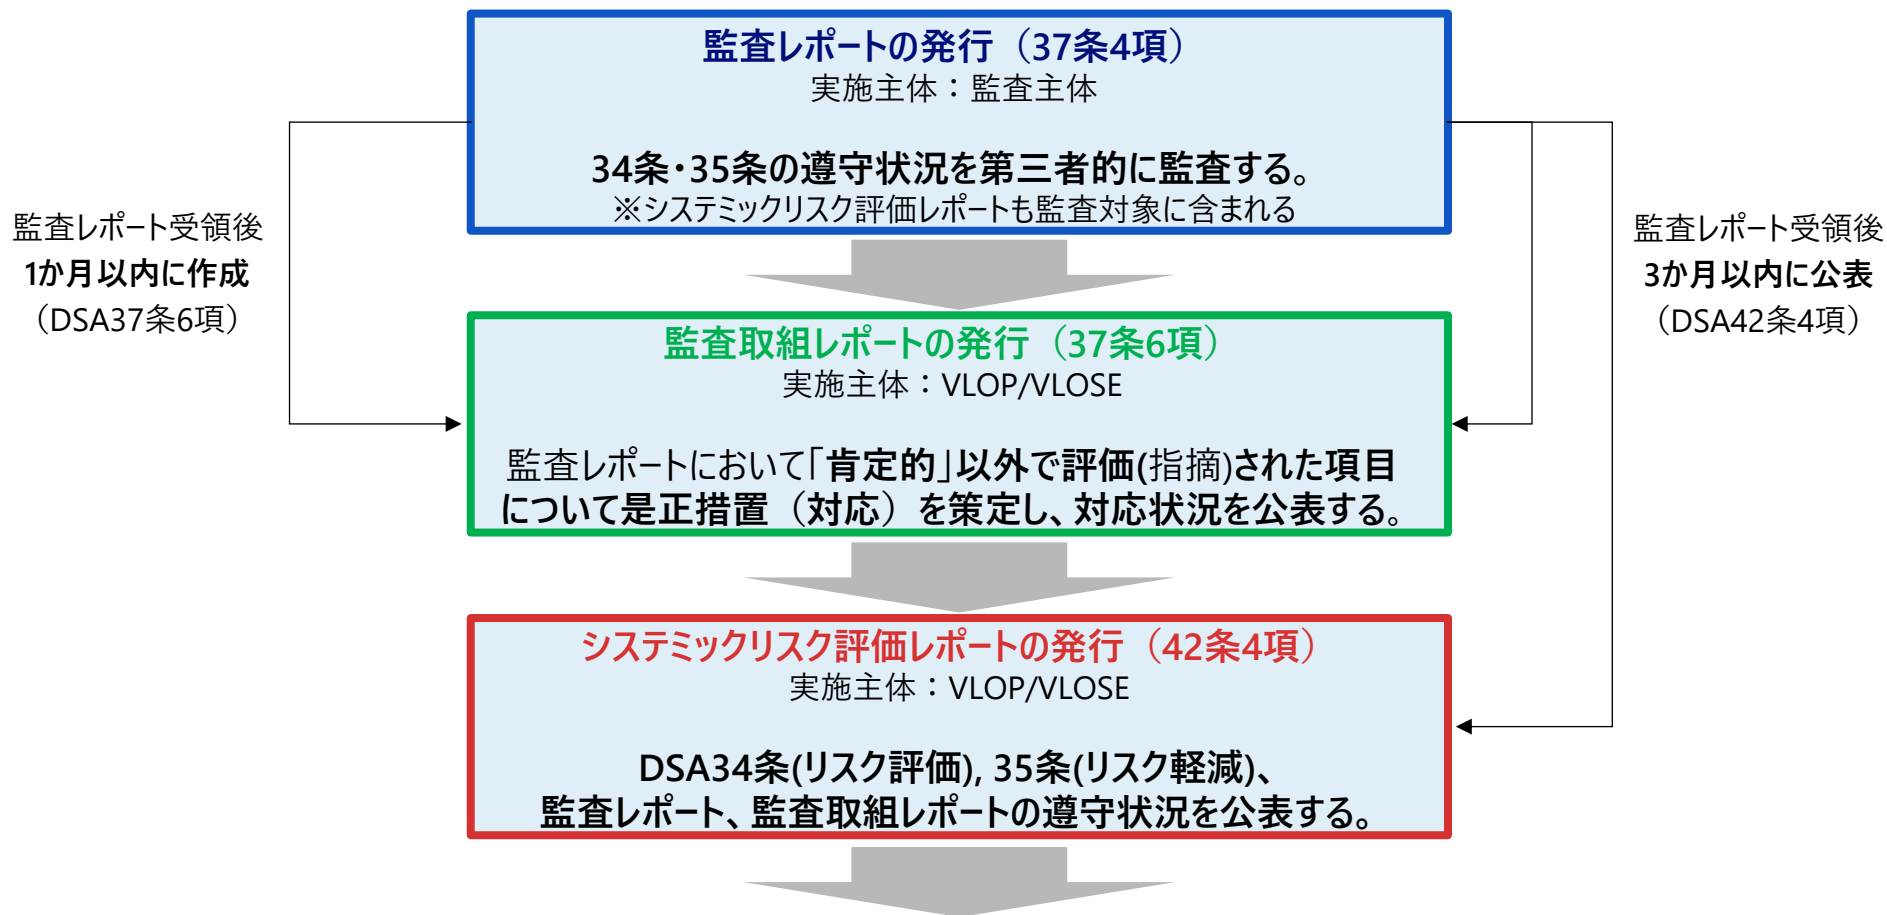 監査レポートの発行（37条4項）
実施主体：監査主体
34条・35条の遵守状況を第三者的に監査する。
※システミックリスク評価レポートも監査対象に含まれる
監査レポート受領後
1か月以内に作成
（DSA37条6項）
監査レポート受領後
3か月以内に公表
（DSA42条4項）
監査取組レポートの発行（37条6項）
実施主体：VLOP/VLOSE
監査レポートにおいて「肯定的」以外で評価(指摘)された項目
について是正措置（対応）を策定し、対応状況を公表する。
システミックリスク評価レポートの発行（42条4項）
実施主体：VLOP/VLOSE
DSA34条(リスク評価), 35条(リスク軽減)、
監査レポート、監査取組レポートの遵守状況を公表する。